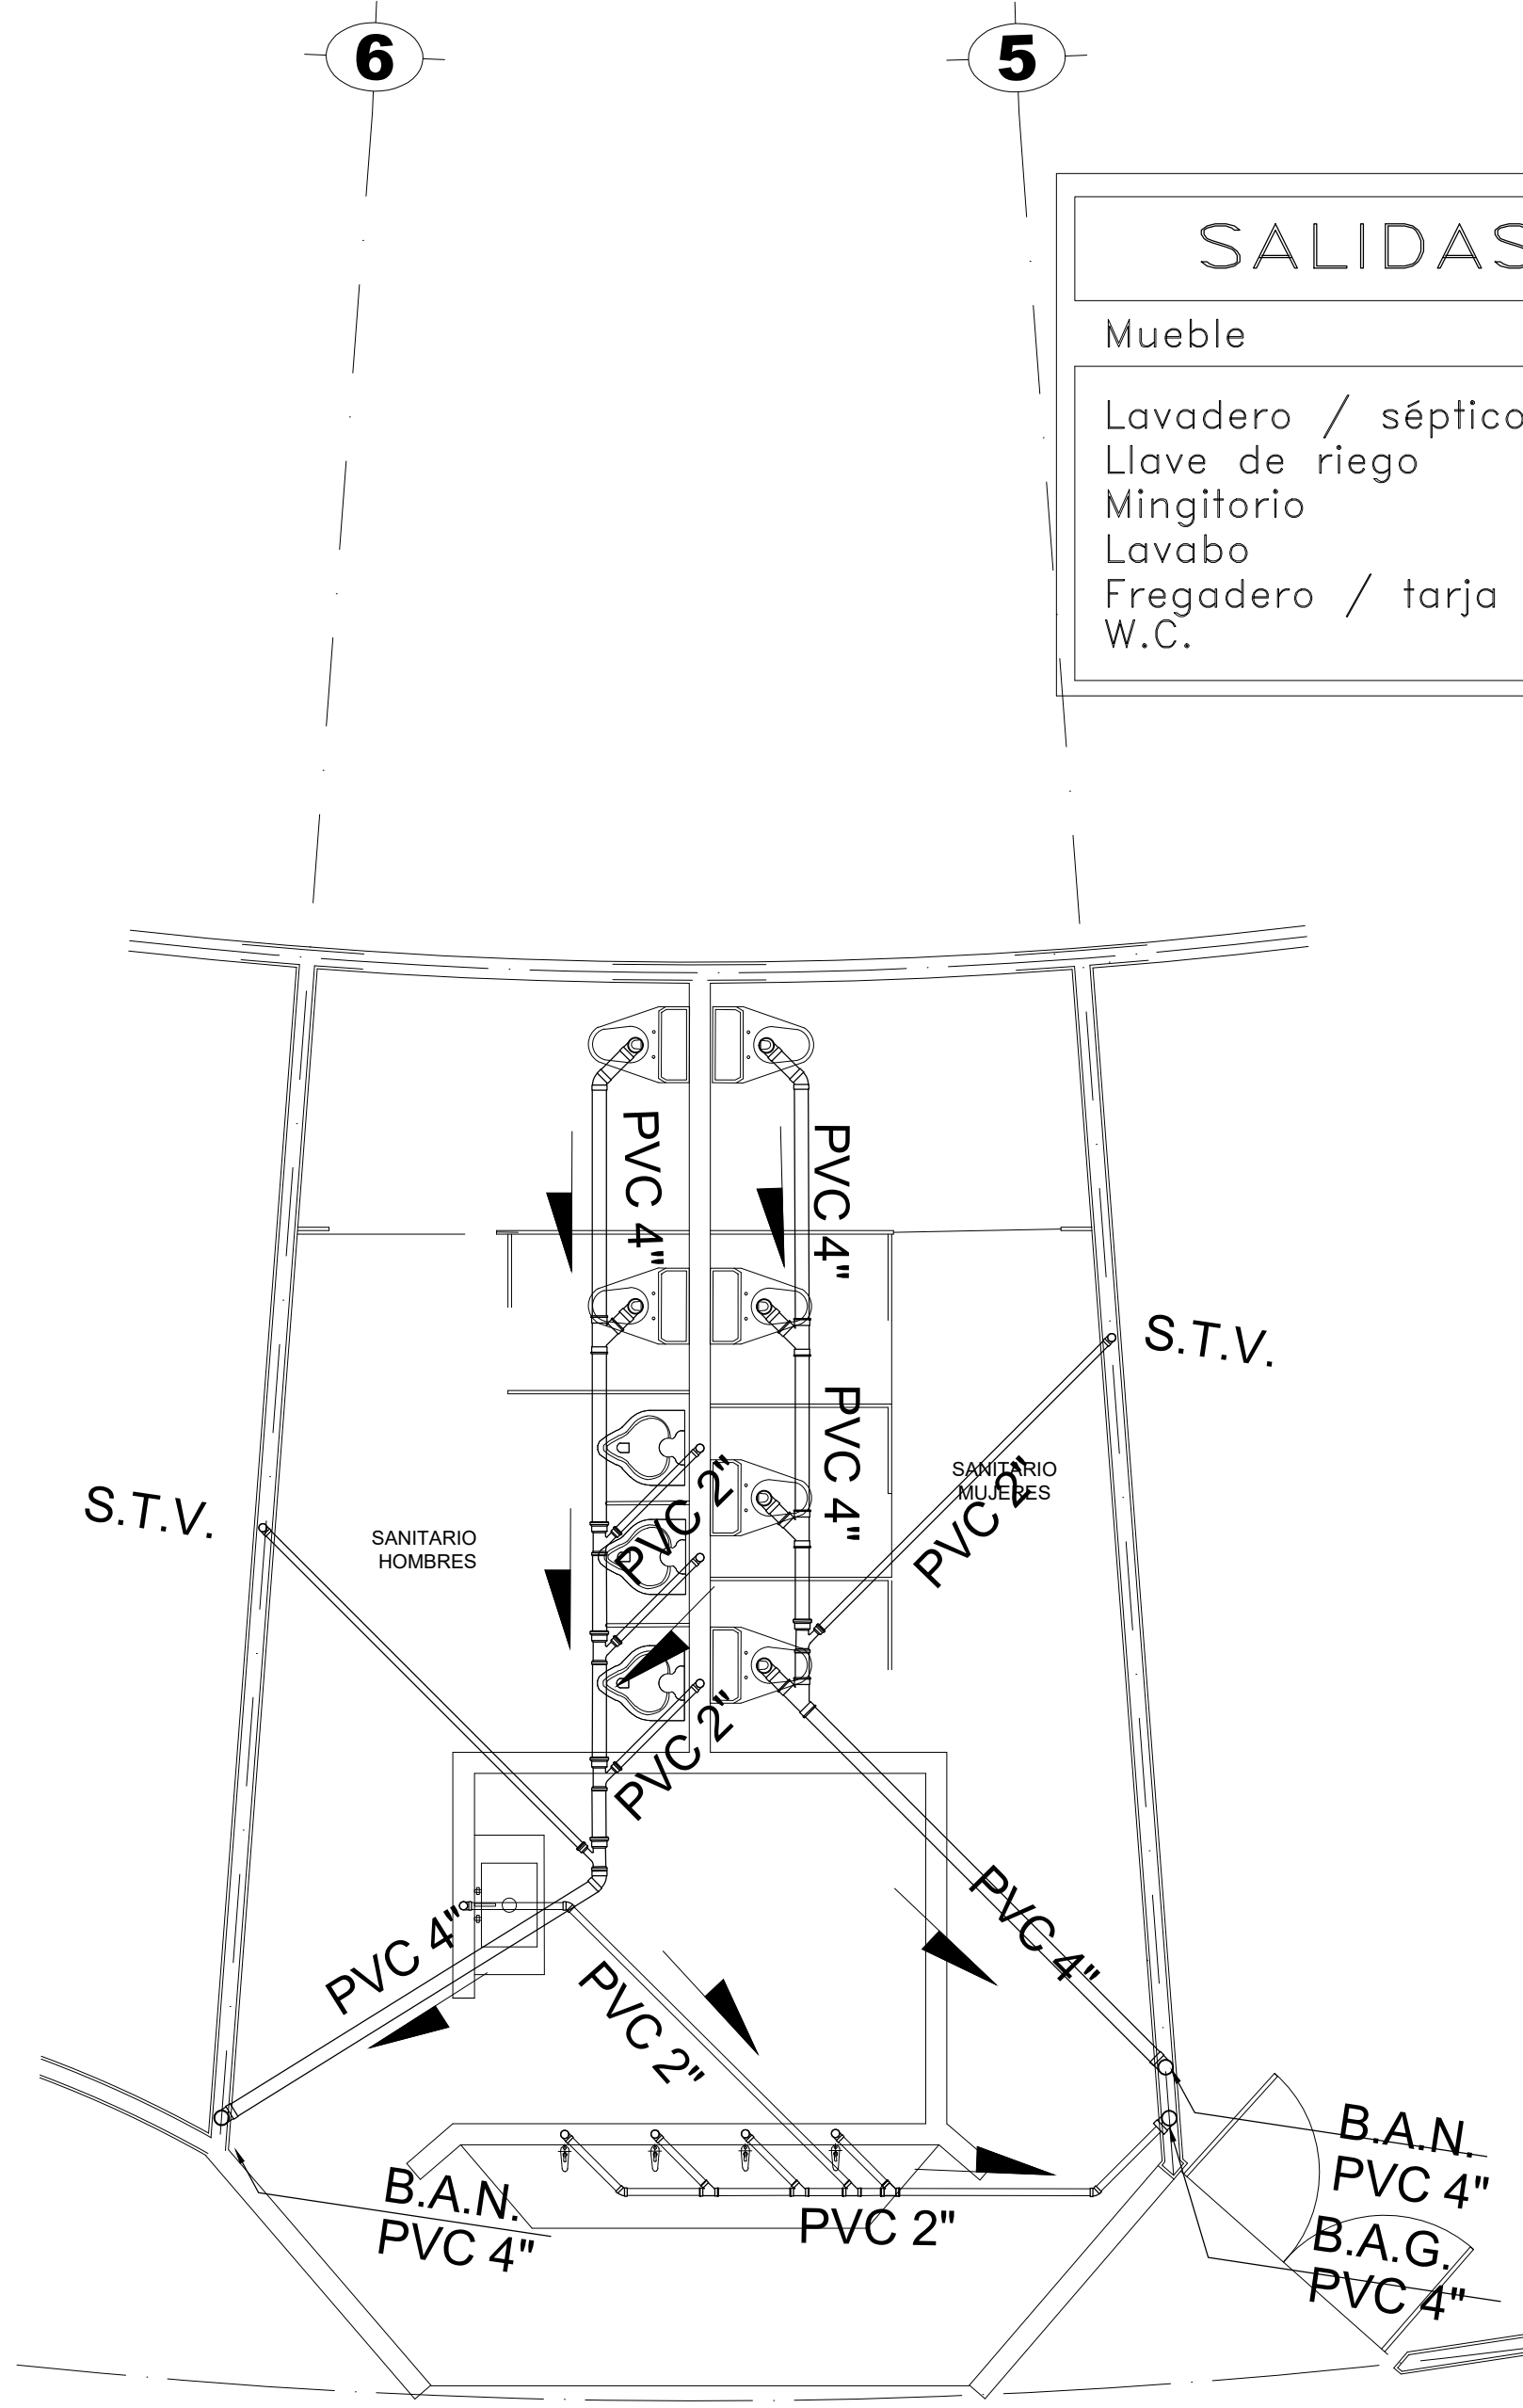 6
5
SALIDAS
Mueble
Lavadero / séptico
Llave de riego
Mingitorio
Lavabo
Fregadero / tarja
W.C.
PVC 4"
PVC 4"
S.T.V.
PVC 4"
PVC 2"
SANITARIO
MUJERES
PVC 2"
S.T.V.
SANITARIO
HOMBRES
PVC 2"
PVC 4"
PVC 4"
PVC 2"
B.A.N.
PVC 4"
B.A.N.
PVC 4"
PVC 2"
B.A.G.
PVC 4"